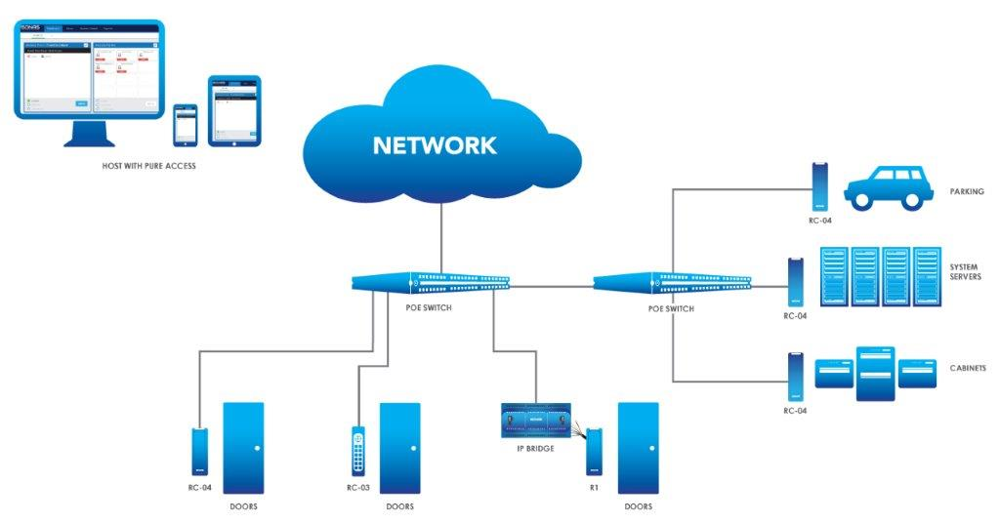 HOST WITH PURE ACCESS
NETWORK
RC-04
PARKING
POE SWITCH
POE SWITCH
RC-04
SYSTEM
SERVERS
RC-04
CABINETS
RC-04
DOORS
RC-03
DOORS
NETWORK
IP BRIDGE
R1
DOORS